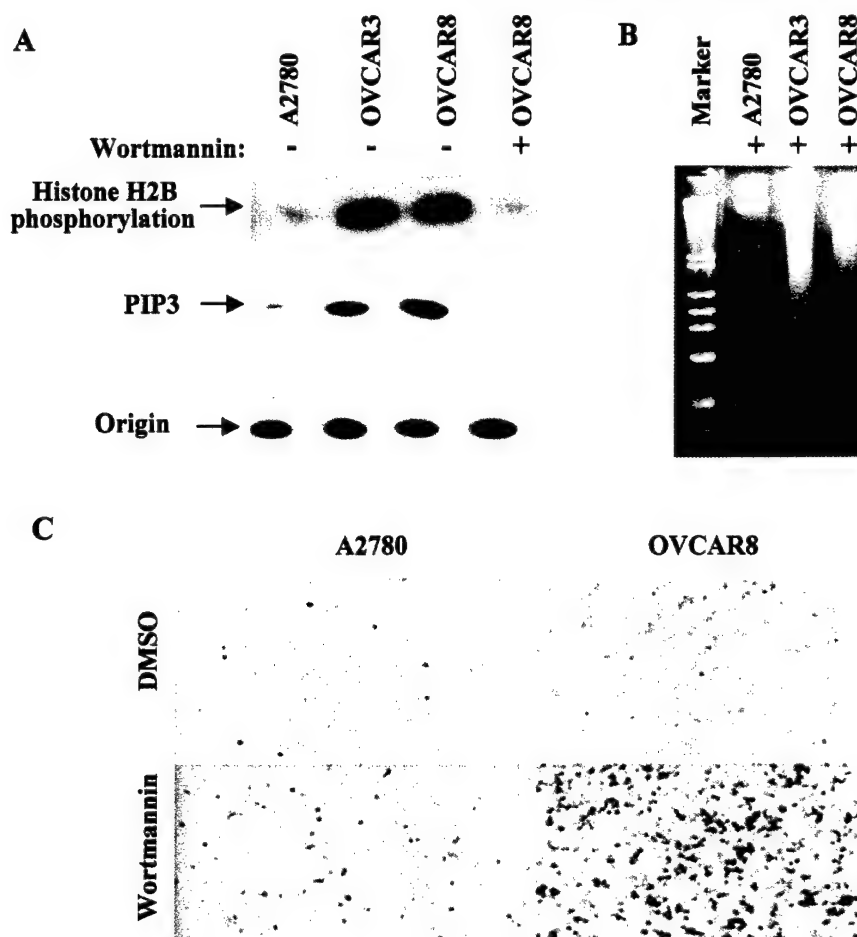 A
A2780
OVCAR3
OVCAR8
OVCAR8
Wortmannin:
- - - +
Histone H2B
phosphorylation
PIP3
Origin
B
Marker
+ A2780
+ OVCAR3
+ OVCAR8
C
A2780 OVCAR8
DMSO
Wortmannin